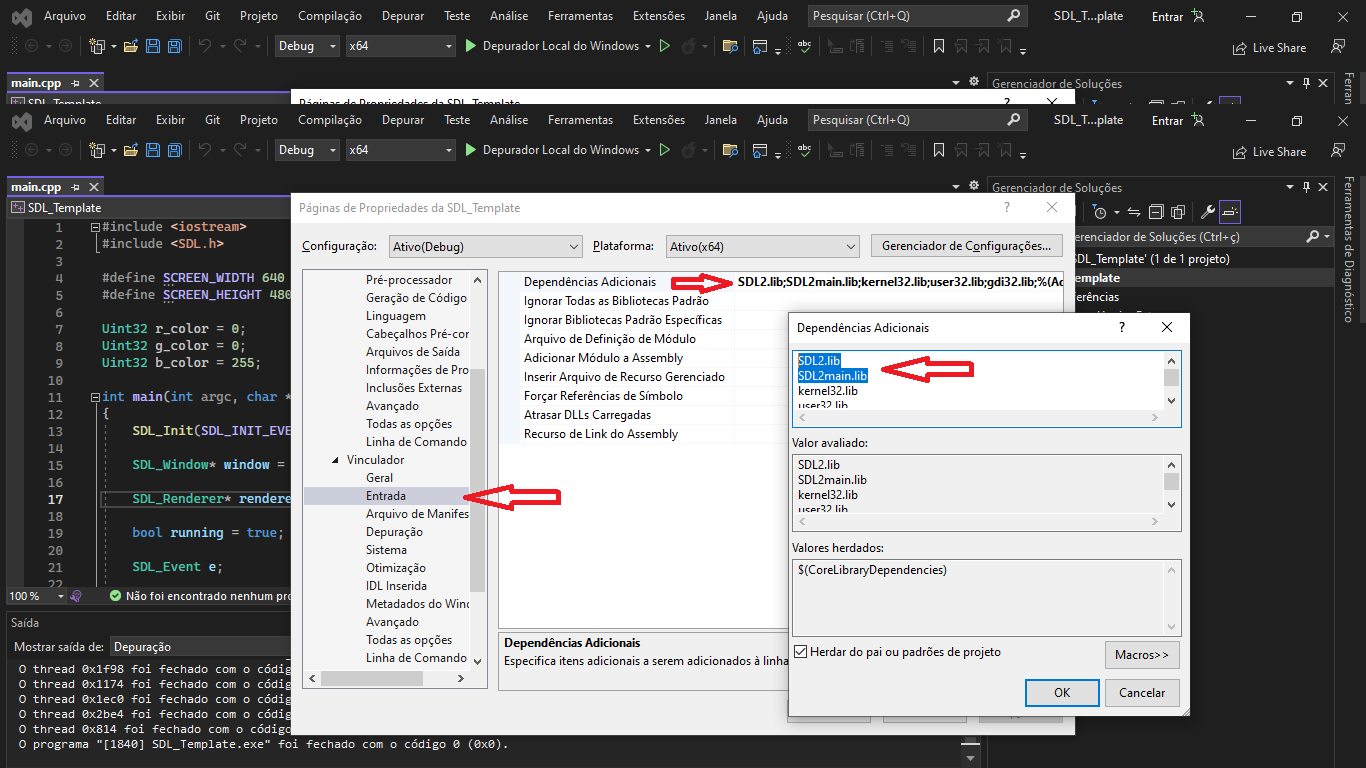 Arquivo Editar Exibir Git Projeto Compilação Depurar Teste Análise Ferramentas Extensões Janela Ajuda Pesquisar (Ctrl+Q) SDL_T...plate Entrar
Debug x64 Depurador Local do Windows Live Share
main.cpp Gerenciador de Soluções
SDL_Template Páginas de Propriedades da SDL_Template ?
Arquivo Editar Exibir Git Projeto Compilação Depurar Teste Análise Ferramentas Extensões Janela Ajuda Pesquisar (Ctrl+Q) SDL_T...plate Entrar
Debug x64 Depurador Local do Windows Live Share
main.cpp Gerenciador de Soluções
Ferramentas de Diagnóstico
SDL_Template
1 #include <iostream>
2 #include <SDL.h>
3
4 #define SCREEN_WIDTH 640
5 #define SCREEN_HEIGHT 480
6
7 Uint32 r_color = 0;
8 Uint32 g_color = 0;
9 Uint32 b_color = 255;
10
11 int main(int argc, char *
12 {
13 SDL_Init(SDL_INIT_EVE
14
15 SDL_Window* window =
16
17 SDL_Renderer* rendere
18
19 bool running = true;
20
21 SDL_Event e;
22
100 % Não foi encontrado nenhum pro
Saída
Mostrar saída de: Depuração
O thread 0x1f98 foi fechado com o códig
O thread 0x1174 foi fechado com o códig
O thread 0x1ec0 foi fechado com o códig
O thread 0x2be4 foi fechado com o códig
O thread 0x814 foi fechado com o código
O programa "[1840] SDL_Template.exe" foi fechado com o código 0 (0x0).
Páginas de Propriedades da SDL_Template ?
Configuração: Ativo(Debug) Plataforma: Ativo(x64) Gerenciador de Configurações...
Pré-processador
Geração de Código
Linguagem
Cabeçalhos Pré-cor
Arquivos de Saída
Informações de Pro
Inclusões Externas
Avançado
Todas as opções
Linha de Comando
Vinculador
Geral
Entrada
Arquivo de Manifes
Depuração
Sistema
Otimização
IDL Inserida
Metadados do Winc
Avançado
Todas as opções
Linha de Comando
Dependências Adicionais SDL2.lib;SDL2main.lib;kernel32.lib;user32.lib;gdi32.lib;%(Ad
Ignorar Todas as Bibliotecas Padrão
Ignorar Bibliotecas Padrão Específicas
Arquivo de Definição de Módulo
Adicionar Módulo a Assembly
Inserir Arquivo de Recurso Gerenciado
Forçar Referências de Símbolo
Atrasar DLLs Carregadas
Recurso de Link do Assembly
Dependências Adicionais
Especifica itens adicionais a serem adicionados à linha
erenciador de Soluções (Ctrl+ç)
SDL_Template' (1 de 1 projeto)
emplate
erências
Dependências Adicionais ?
SDL2.lib
SDL2main.lib
kernel32.lib
user32.lib
Valor avaliado:
SDL2.lib
SDL2main.lib
kernel32.lib
user32.lib
Valores herdados:
$(CoreLibraryDependencies)
Herdar do pai ou padrões de projeto
Macros>>
OK Cancelar